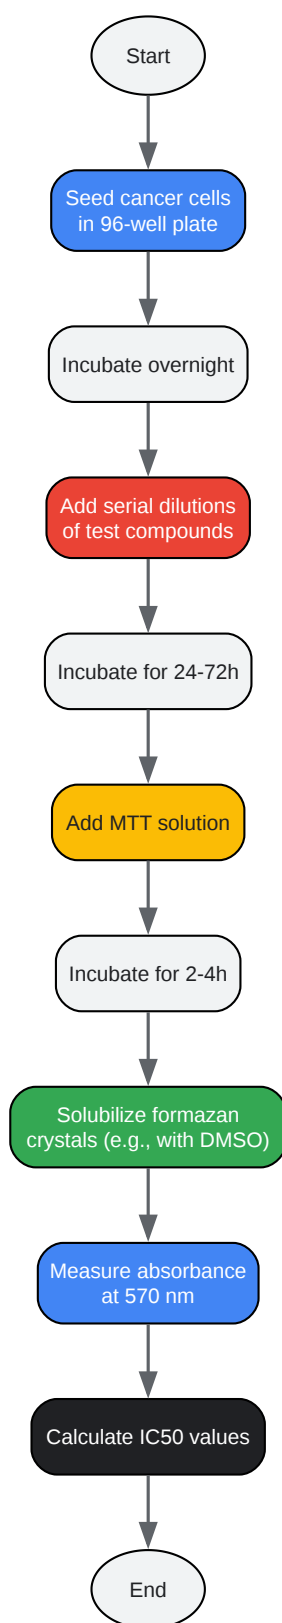 Start
Seed cancer cells
in 96-well plate
Incubate overnight
Add serial dilutions
of test compounds
Incubate for 24-72h
Add MTT solution
Incubate for 2-4h
Solubilize formazan
crystals (e.g., with DMSO)
Measure absorbance
at 570 nm
Calculate IC50 values
End